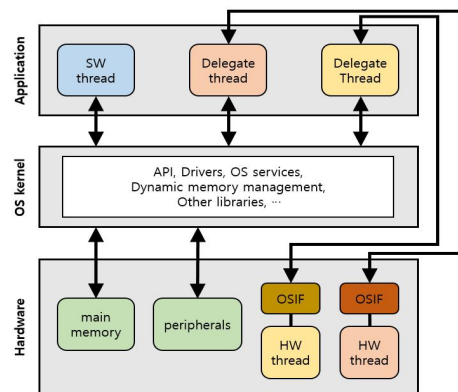 Application
SW
thread
Delegate
thread
Delegate
Thread
OS kernel
API, Drivers, OS services,
Dynamic memory management,
Other libraries, ···
Hardware
main
memory
peripherals
OSIF
HW
thread
OSIF
HW
thread